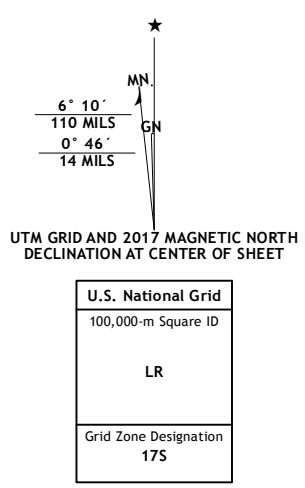 ★
MN
6° 10´
110 MILS
GN
0° 46´
14 MILS
UTM GRID AND 2017 MAGNETIC NORTH
DECLINATION AT CENTER OF SHEET
U.S. National Grid
100,000-m Square ID
LR
Grid Zone Designation
17S